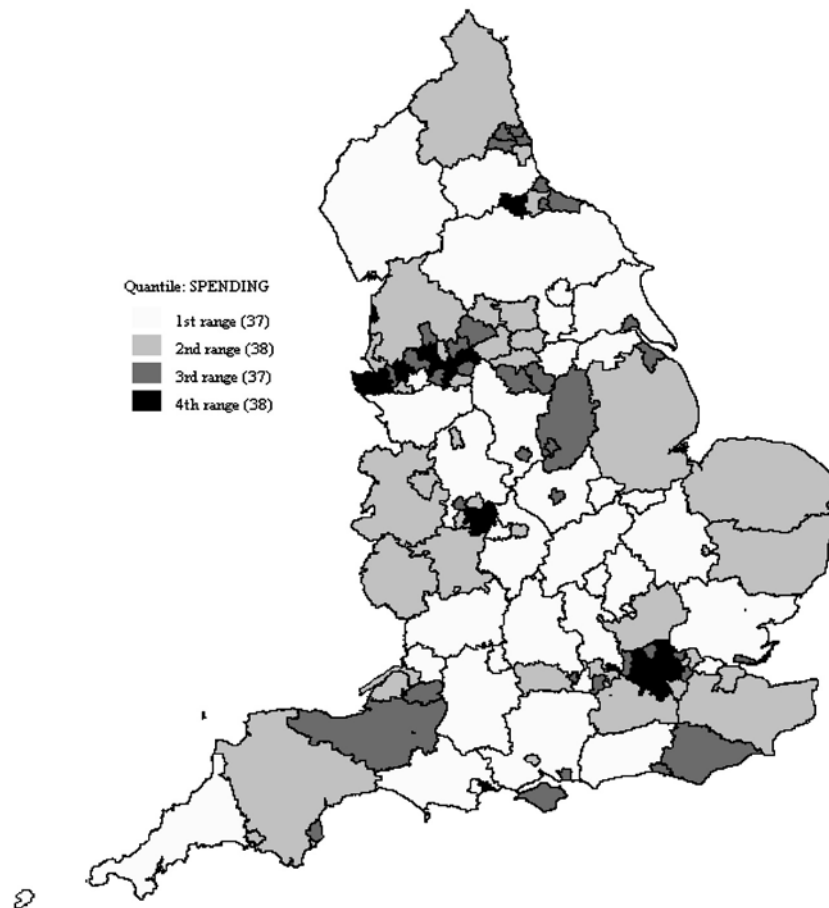 Quantile: SPENDING
1st range (37)
2nd range (38)
3rd range (37)
4th range (38)